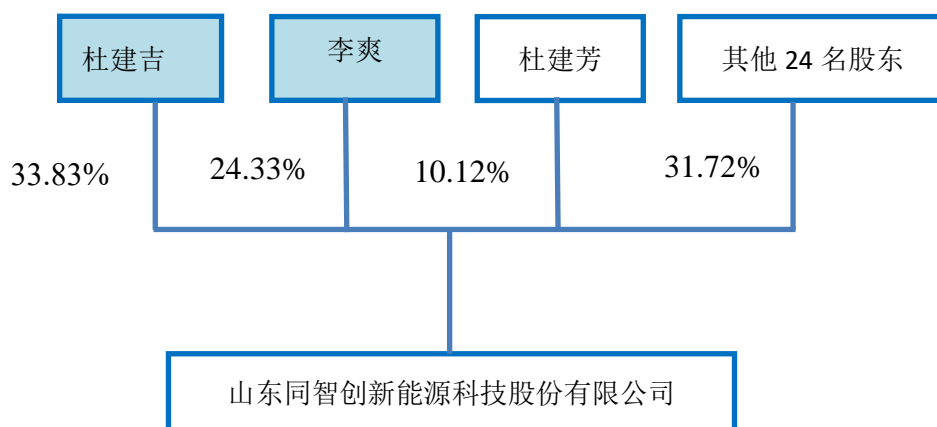 杜建吉
李爽
杜建芳
其他 24 名股东
33.83%
24.33%
10.12%
31.72%
山东同智创新能源科技股份有限公司